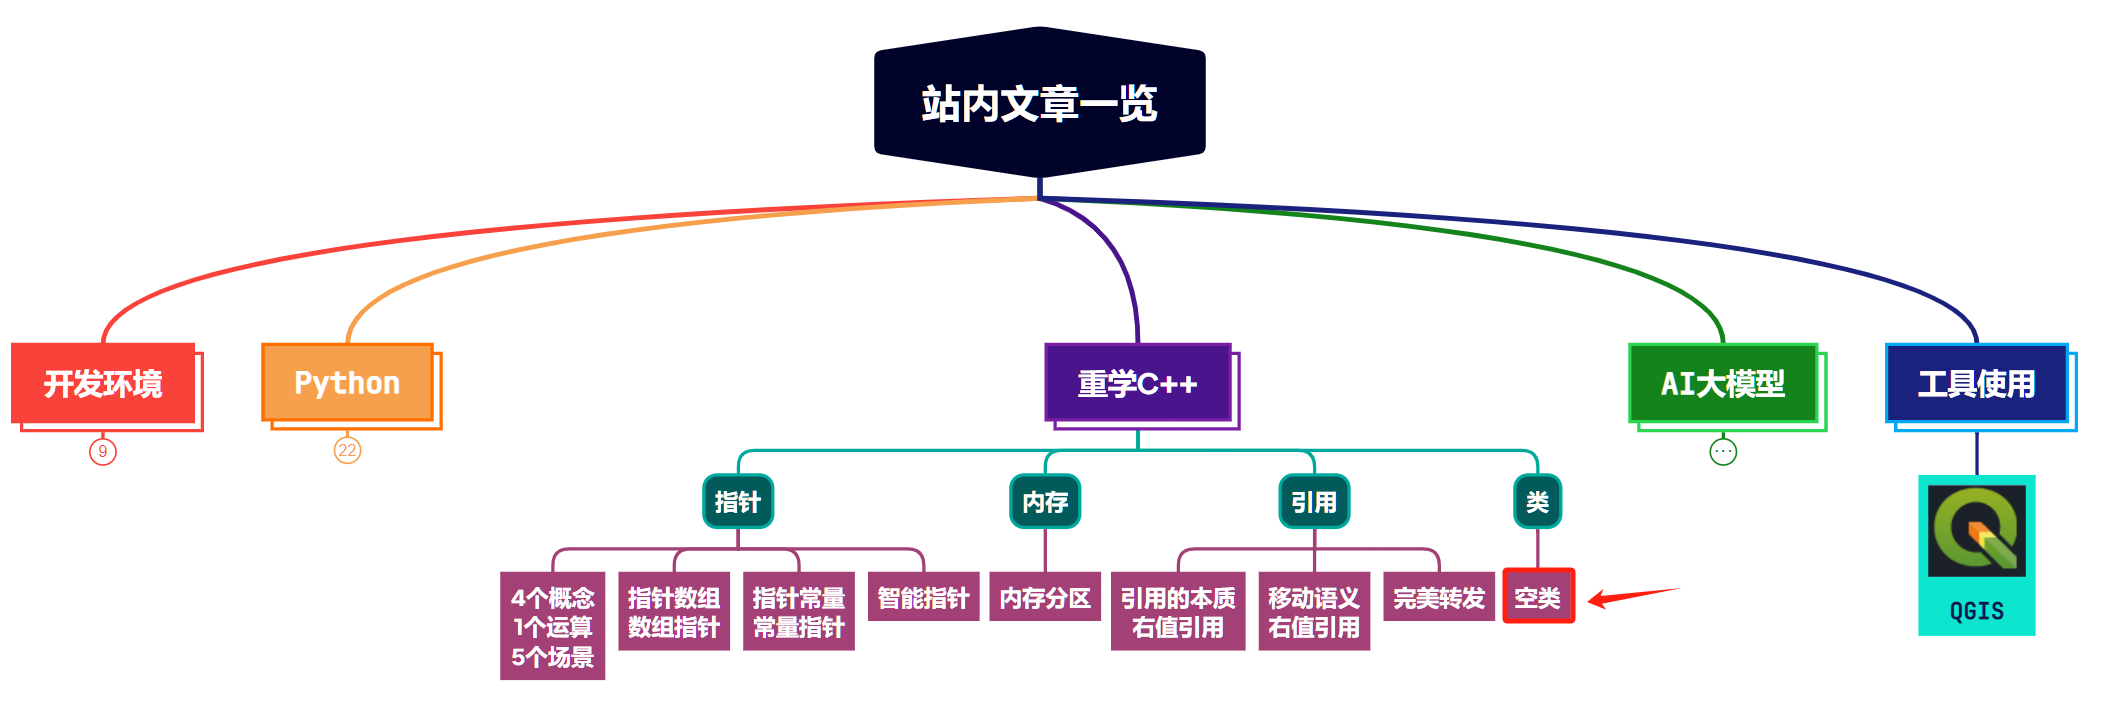 站内文章一览
开发环境
9
Python
22
重学C++
AI大模型
...
工具使用
指针
内存
引用
类
4个概念
1个运算
5个场景
指针数组
数组指针
指针常量
常量指针
智能指针
内存分区
引用的本质
右值引用
移动语义
右值引用
完美转发
空类
QGIS